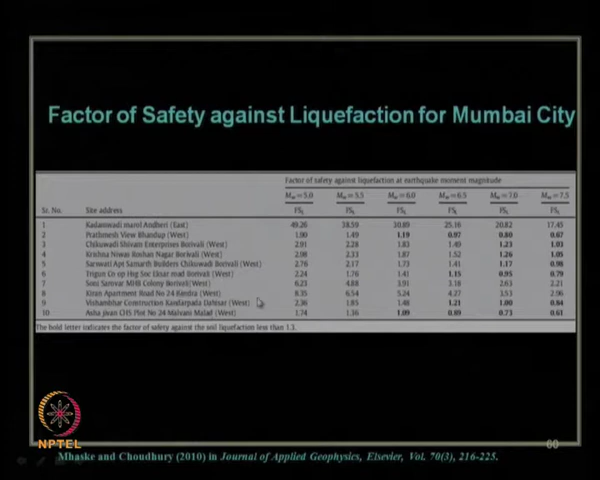 Factor of Safety against Liquefaction for Mumbai City
Factor of safety against liquefaction at earthquake moment magnitude
Mw=5.0 Mw=5.5 Mw=6.0 Mw=6.5 Mw=7.0 Mw=7.5
Sr. No. Site address FSL FSL FSL FSL FSL FSL
1 Kadamwadi marol Andheri (East) 49.26 38.59 30.89 25.16 20.82 17.45
2 Prathmesh View Bhandup (West) 1.90 1.49 1.19 0.97 0.80 0.67
3 Chikuwadi Shivam Enterprises Borivali (West) 2.91 2.28 1.83 1.49 1.23 1.03
4 Krishna Niwas Roshan Nagar Borivali (West) 2.98 2.33 1.87 1.52 1.26 1.05
5 Sarswati Apt Samarth Builders Chikuwadi Borivali (West) 2.76 2.17 1.73 1.41 1.17 0.98
6 Trigun Co op Hsg Soc Eksar road Borivali (West) 2.24 1.76 1.41 1.15 0.95 0.79
7 Soni Sarovar MHB Colony Borivali(West) 6.23 4.88 3.91 3.18 2.63 2.21
8 Kiran Apartment Road No 24 Bandra (West) 8.35 6.54 5.24 4.27 3.53 2.96
9 Vishambhar Construction Kandarpada Dahisar (West) 2.36 1.85 1.48 1.21 1.00 0.84
10 Asha jivan CHS Plot No 24 Malvani Malad (West) 1.74 1.36 1.09 0.89 0.73 0.61
The bold letter indicates the factor of safety against the soil liquefaction less than 1.3.
NPTEL
60
Mhaske and Choudhury (2010) in Journal of Applied Geophysics, Elsevier, Vol. 70(3), 216-225.